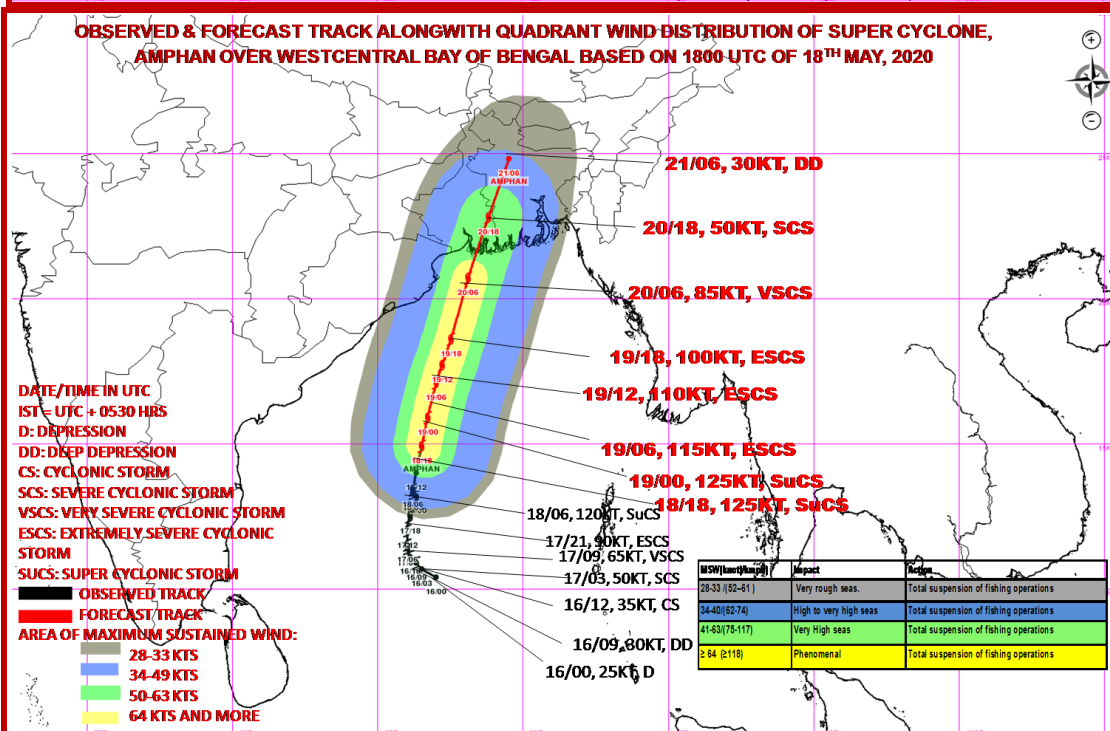 OBSERVED & FORECAST TRACK ALONGWITH QUADRANT WIND DISTRIBUTION OF SUPER CYCLONE,
AMPHAN OVER WESTCENTRAL BAY OF BENGAL BASED ON 1800 UTC OF 18TH MAY, 2020
21/06, 30KT, DD
20/18, 50KT, SCS
20/06, 85KT, VSCS
19/18, 100KT, ESCS
19/12, 110KT, ESCS
19/06, 115KT, ESCS
19/00, 125KT, SuCS
18/18, 125KT, SuCS
18/06, 120KT, SuCS
17/21, 90KT, ESCS
17/09, 65KT, VSCS
17/03, 50KT, SCS
16/12, 35KT, CS
16/09, 30KT, DD
16/00, 25KT, D
21/06
AMPHAN
20/18
20/06
19/18
19/12
19/06
19/00
18/18
AMPHAN
18/06
17/18
16/09
16/03
16/00
DATE/TIME IN UTC
IST = UTC + 0530 HRS
D: DEPRESSION
DD: DEEP DEPRESSION
CS: CYCLONIC STORM
SCS: SEVERE CYCLONIC STORM
VSCS: VERY SEVERE CYCLONIC STORM
ESCS: EXTREMELY SEVERE CYCLONIC
STORM
SUCS: SUPER CYCLONIC STORM
OBSERVED TRACK
FORECAST TRACK
AREA OF MAXIMUM SUSTAINED WIND:
28-33 KTS
34-49 KTS
50-63 KTS
64 KTS AND MORE
MSW(knot)/kmph) Impact Action
28-33 /(52–61 ) Very rough seas. Total suspension of fishing operations
34-40/(62-74) High to very high seas Total suspension of fishing operations
41-63/(75-117) Very High seas Total suspension of fishing operations
≥ 64 (≥118) Phenomenal Total suspension of fishing operations